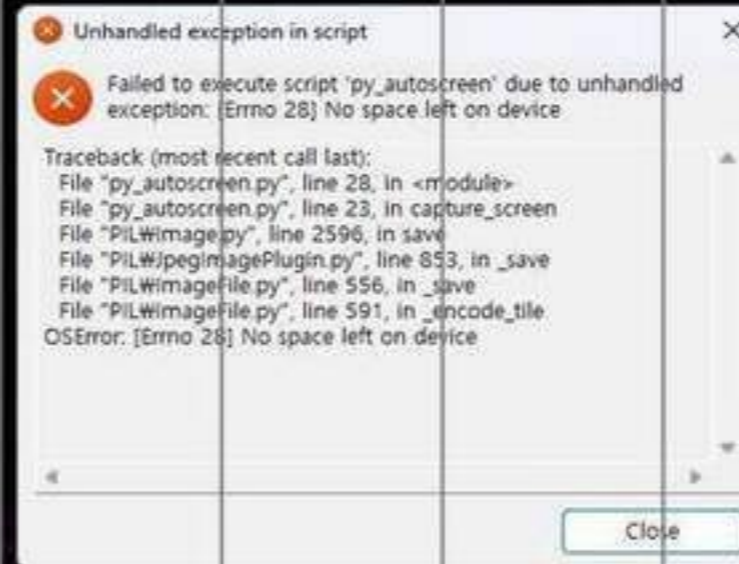 Unhandled exception in script
Failed to execute script 'py_autoscreen' due to unhandled
exception: [Errno 28] No space left on device
Traceback (most recent call last):
File "py_autoscreen.py", line 28, in <module>
File "py_autoscreen.py", line 23, in capture_screen
File "PIL₩Image.py", line 2596, in save
File "PIL₩JpegImagePlugin.py", line 853, in _save
File "PIL₩ImageFile.py", line 556, in _save
File "PIL₩ImageFile.py", line 591, in _encode_tile
OSError: [Errno 28] No space left on device
Close